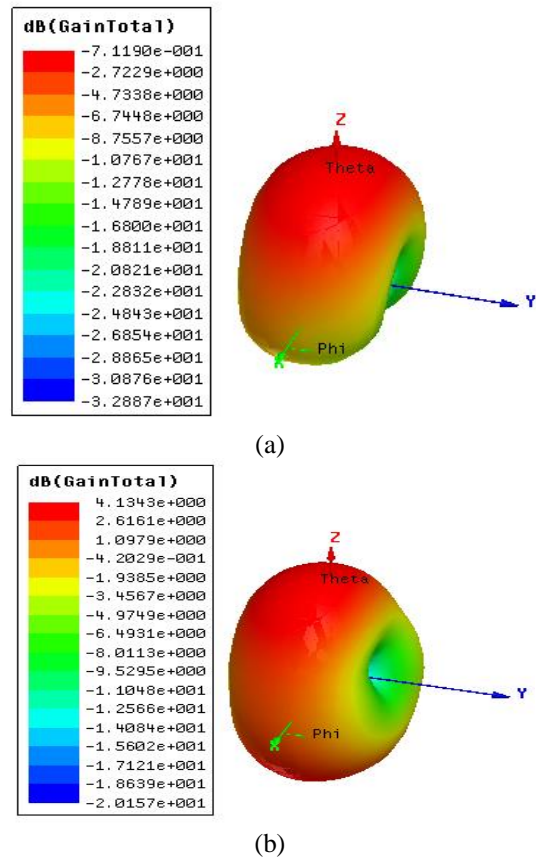 dB(GainTotal)
-7.1190e-001
-2.7229e+000
-4.7338e+000
-6.7448e+000
-8.7557e+000
-1.0767e+001
-1.2778e+001
-1.4789e+001
-1.6800e+001
-1.8811e+001
-2.0821e+001
-2.2832e+001
-2.4843e+001
-2.6854e+001
-2.8865e+001
-3.0876e+001
-3.2887e+001
Z
Theta
Y
Phi
X
(a)
dB(GainTotal)
4.1343e+000
2.6161e+000
1.0979e+000
-4.2029e-001
-1.9385e+000
-3.4567e+000
-4.9749e+000
-6.4931e+000
-8.0113e+000
-9.5295e+000
-1.1048e+001
-1.2566e+001
-1.4084e+001
-1.5602e+001
-1.7121e+001
-1.8639e+001
-2.0157e+001
Z
Theta
Y
Phi
X
(b)